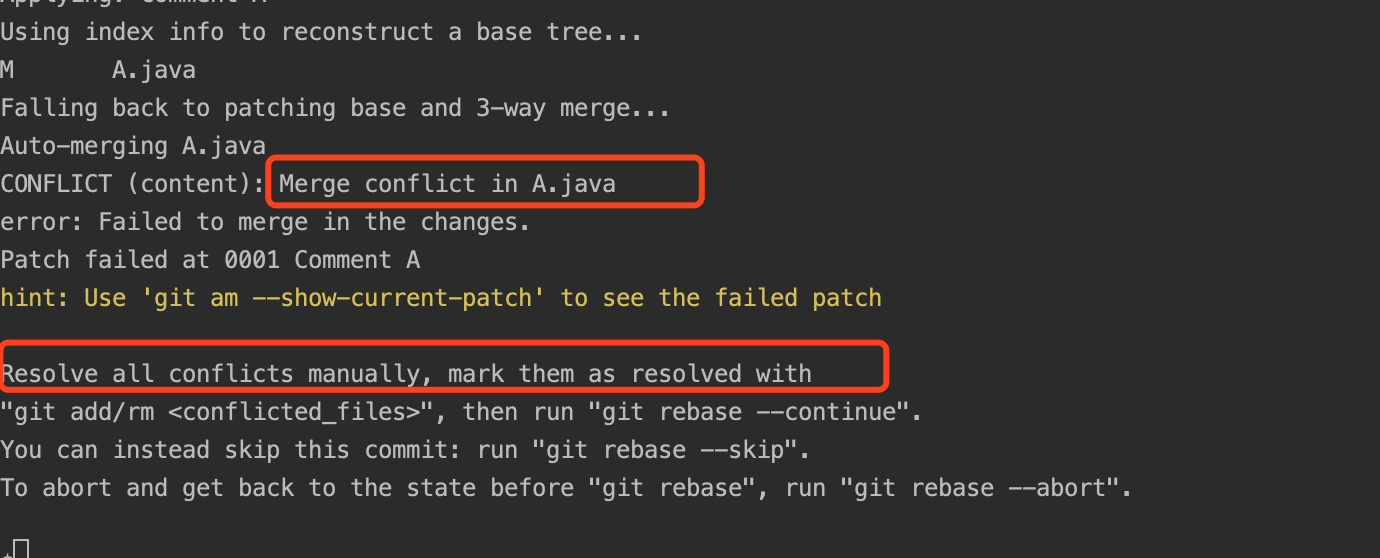 Applying: Comment A
Using index info to reconstruct a base tree...
M       A.java
Falling back to patching base and 3-way merge...
Auto-merging A.java
CONFLICT (content): Merge conflict in A.java
error: Failed to merge in the changes.
Patch failed at 0001 Comment A
hint: Use 'git am --show-current-patch' to see the failed patch
Resolve all conflicts manually, mark them as resolved with
"git add/rm <conflicted_files>", then run "git rebase --continue".
You can instead skip this commit: run "git rebase --skip".
To abort and get back to the state before "git rebase", run "git rebase --abort".